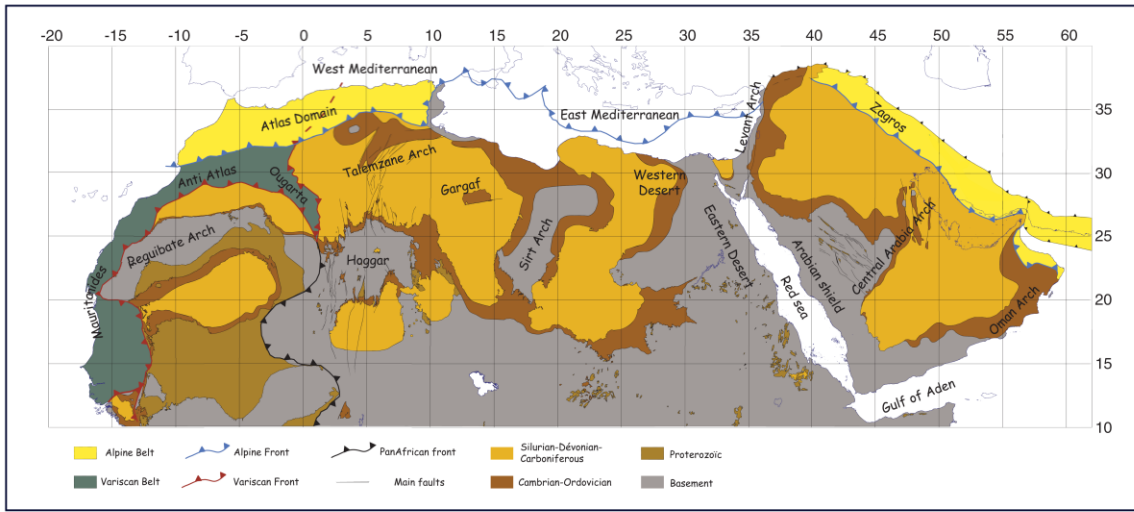 -20 -15 -10 -5 0 5 10 15 20 25 30 35 40 45 50 55 60
West Mediterranean
Atlas Domain
East Mediterranean
Levant Arch
Zagros
35
Anti Atlas
Ougarta
Talemzane Arch
Gargaf
Western
Desert
30
Reguibate Arch
Haggar
Sirt Arch
Eastern Desert
Arabian shield
Central Arabia Arch
25
Mauritanides
Red sea
Oman Arch
20
15
Gulf of Aden
10
Alpine Belt
Alpine Front
PanAfrican front
Silurian-Dévonian-
Carboniferous
Proterozoïc
Variscan Belt
Variscan Front
Main faults
Cambrian-Ordovician
Basement